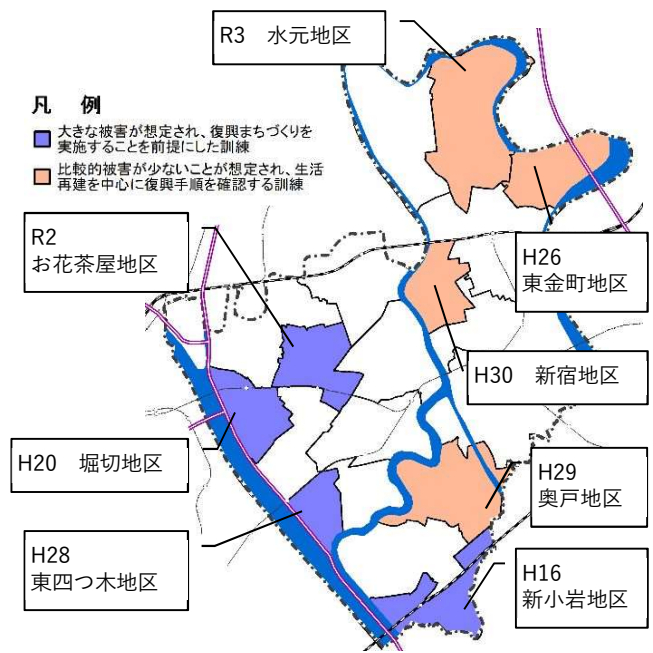 R3　水元地区
凡　例
大きな被害が想定され、復興まちづくりを
実施することを前提にした訓練
比較的被害が少ないことが想定され、生活
再建を中心に復興手順を確認する訓練
R2
お花茶屋地区
H26
東金町地区
H30　新宿地区
H20　堀切地区
H29
奥戸地区
H28
東四つ木地区
H16
新小岩地区